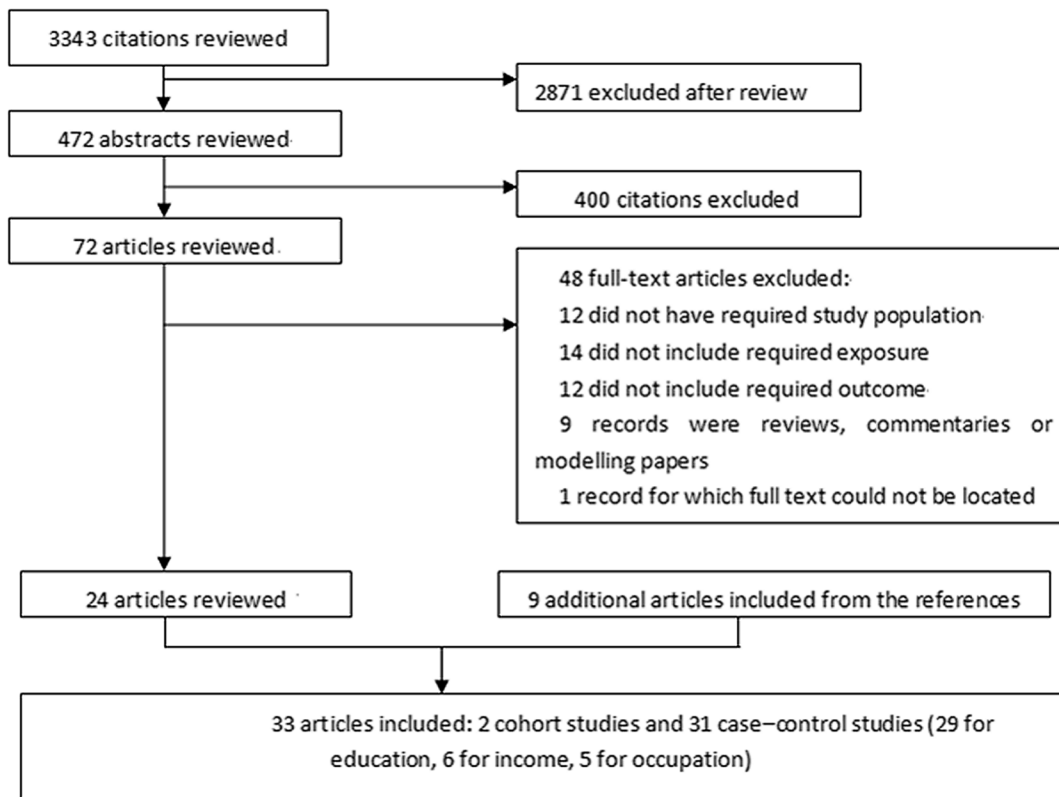 3343 citations reviewed
2871 excluded after review
472 abstracts reviewed
400 citations excluded
72 articles reviewed
48 full-text articles excluded:
12 did not have required study population
14 did not include required exposure
12 did not include required outcome
9 records were reviews, commentaries or
modelling papers
1 record for which full text could not be located
24 articles reviewed
9 additional articles included from the references
33 articles included: 2 cohort studies and 31 case–control studies (29 for
education, 6 for income, 5 for occupation)